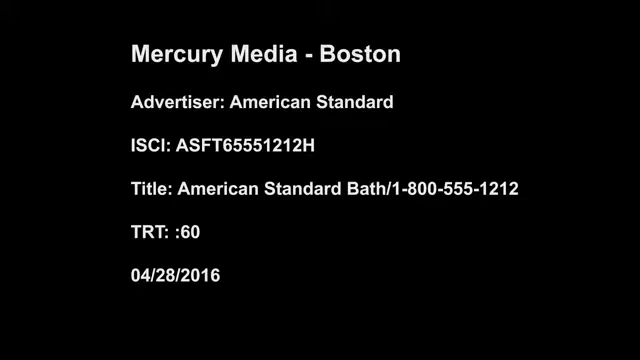 Mercury Media - Boston
Advertiser: American Standard
ISCI: ASFT65551212H
Title: American Standard Bath/1-800-555-1212
TRT: :60
04/28/2016